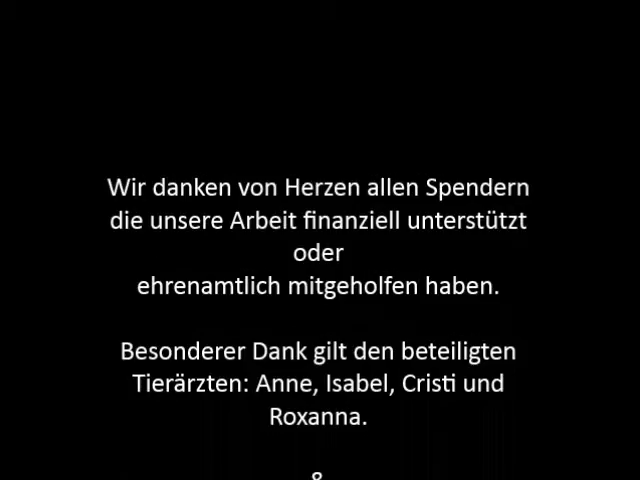 Wir danken von Herzen allen Spendern
die unsere Arbeit finanziell unterstützt
oder
ehrenamtlich mitgeholfen haben.
Besonderer Dank gilt den beteiligten
Tierärzten: Anne, Isabel, Cristi und
Roxanna.